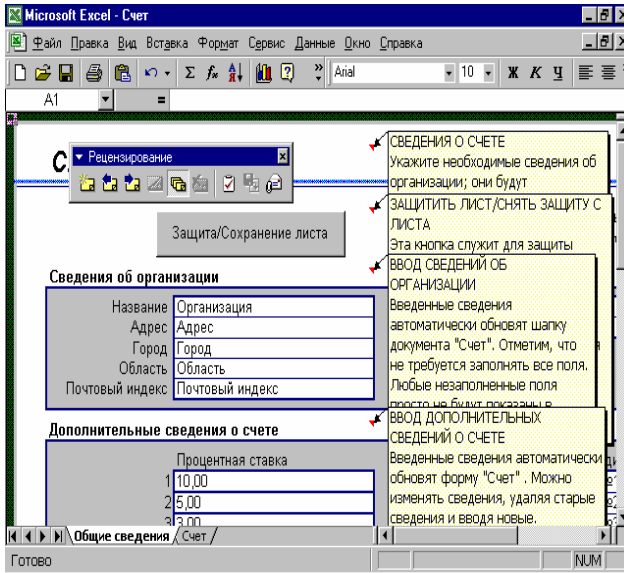 Microsoft Excel - Счет
Файл Правка Вид Вставка Формат Сервис Данные Окно Справка
Arial 10 Ж К Ч
A1 =
С
Рецензирование
СВЕДЕНИЯ О СЧЕТЕ
Укажите необходимые сведения об
организации; они будут
ЗАЩИТИТЬ ЛИСТ/СНЯТЬ ЗАЩИТУ С
ЛИСТА
Эта кнопка служит для защиты
Защита/Сохранение листа
ВВОД СВЕДЕНИЙ ОБ
ОРГАНИЗАЦИИ
Введенные сведения
автоматически обновят шапку
документа "Счет". Отметим, что
не требуется заполнять все поля.
Любые незаполненные поля
просто не будут показаны в
Сведения об организации
Название Организация
Адрес Адрес
Город Город
Область Область
Почтовый индекс Почтовый индекс
ВВОД ДОПОЛНИТЕЛЬНЫХ
СВЕДЕНИЙ О СЧЕТЕ
Введенные сведения автоматически
обновят форму "Счет" . Можно
изменять сведения, удаляя старые
сведения и вводя новые.
Дополнительные сведения о счете
Процентная ставка
1 10,00
2 5,00
3 3,00
Общие сведения Счет
Готово NUM